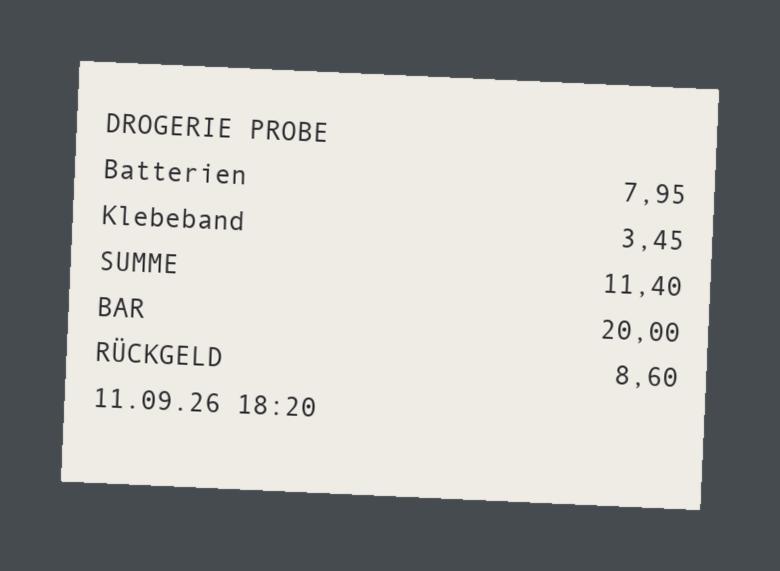 DROGERIE PROBE
Batterien 7,95
Klebeband 3,45
SUMME 11,40
BAR 20,00
RÜCKGELD 8,60
11.09.26 18:20